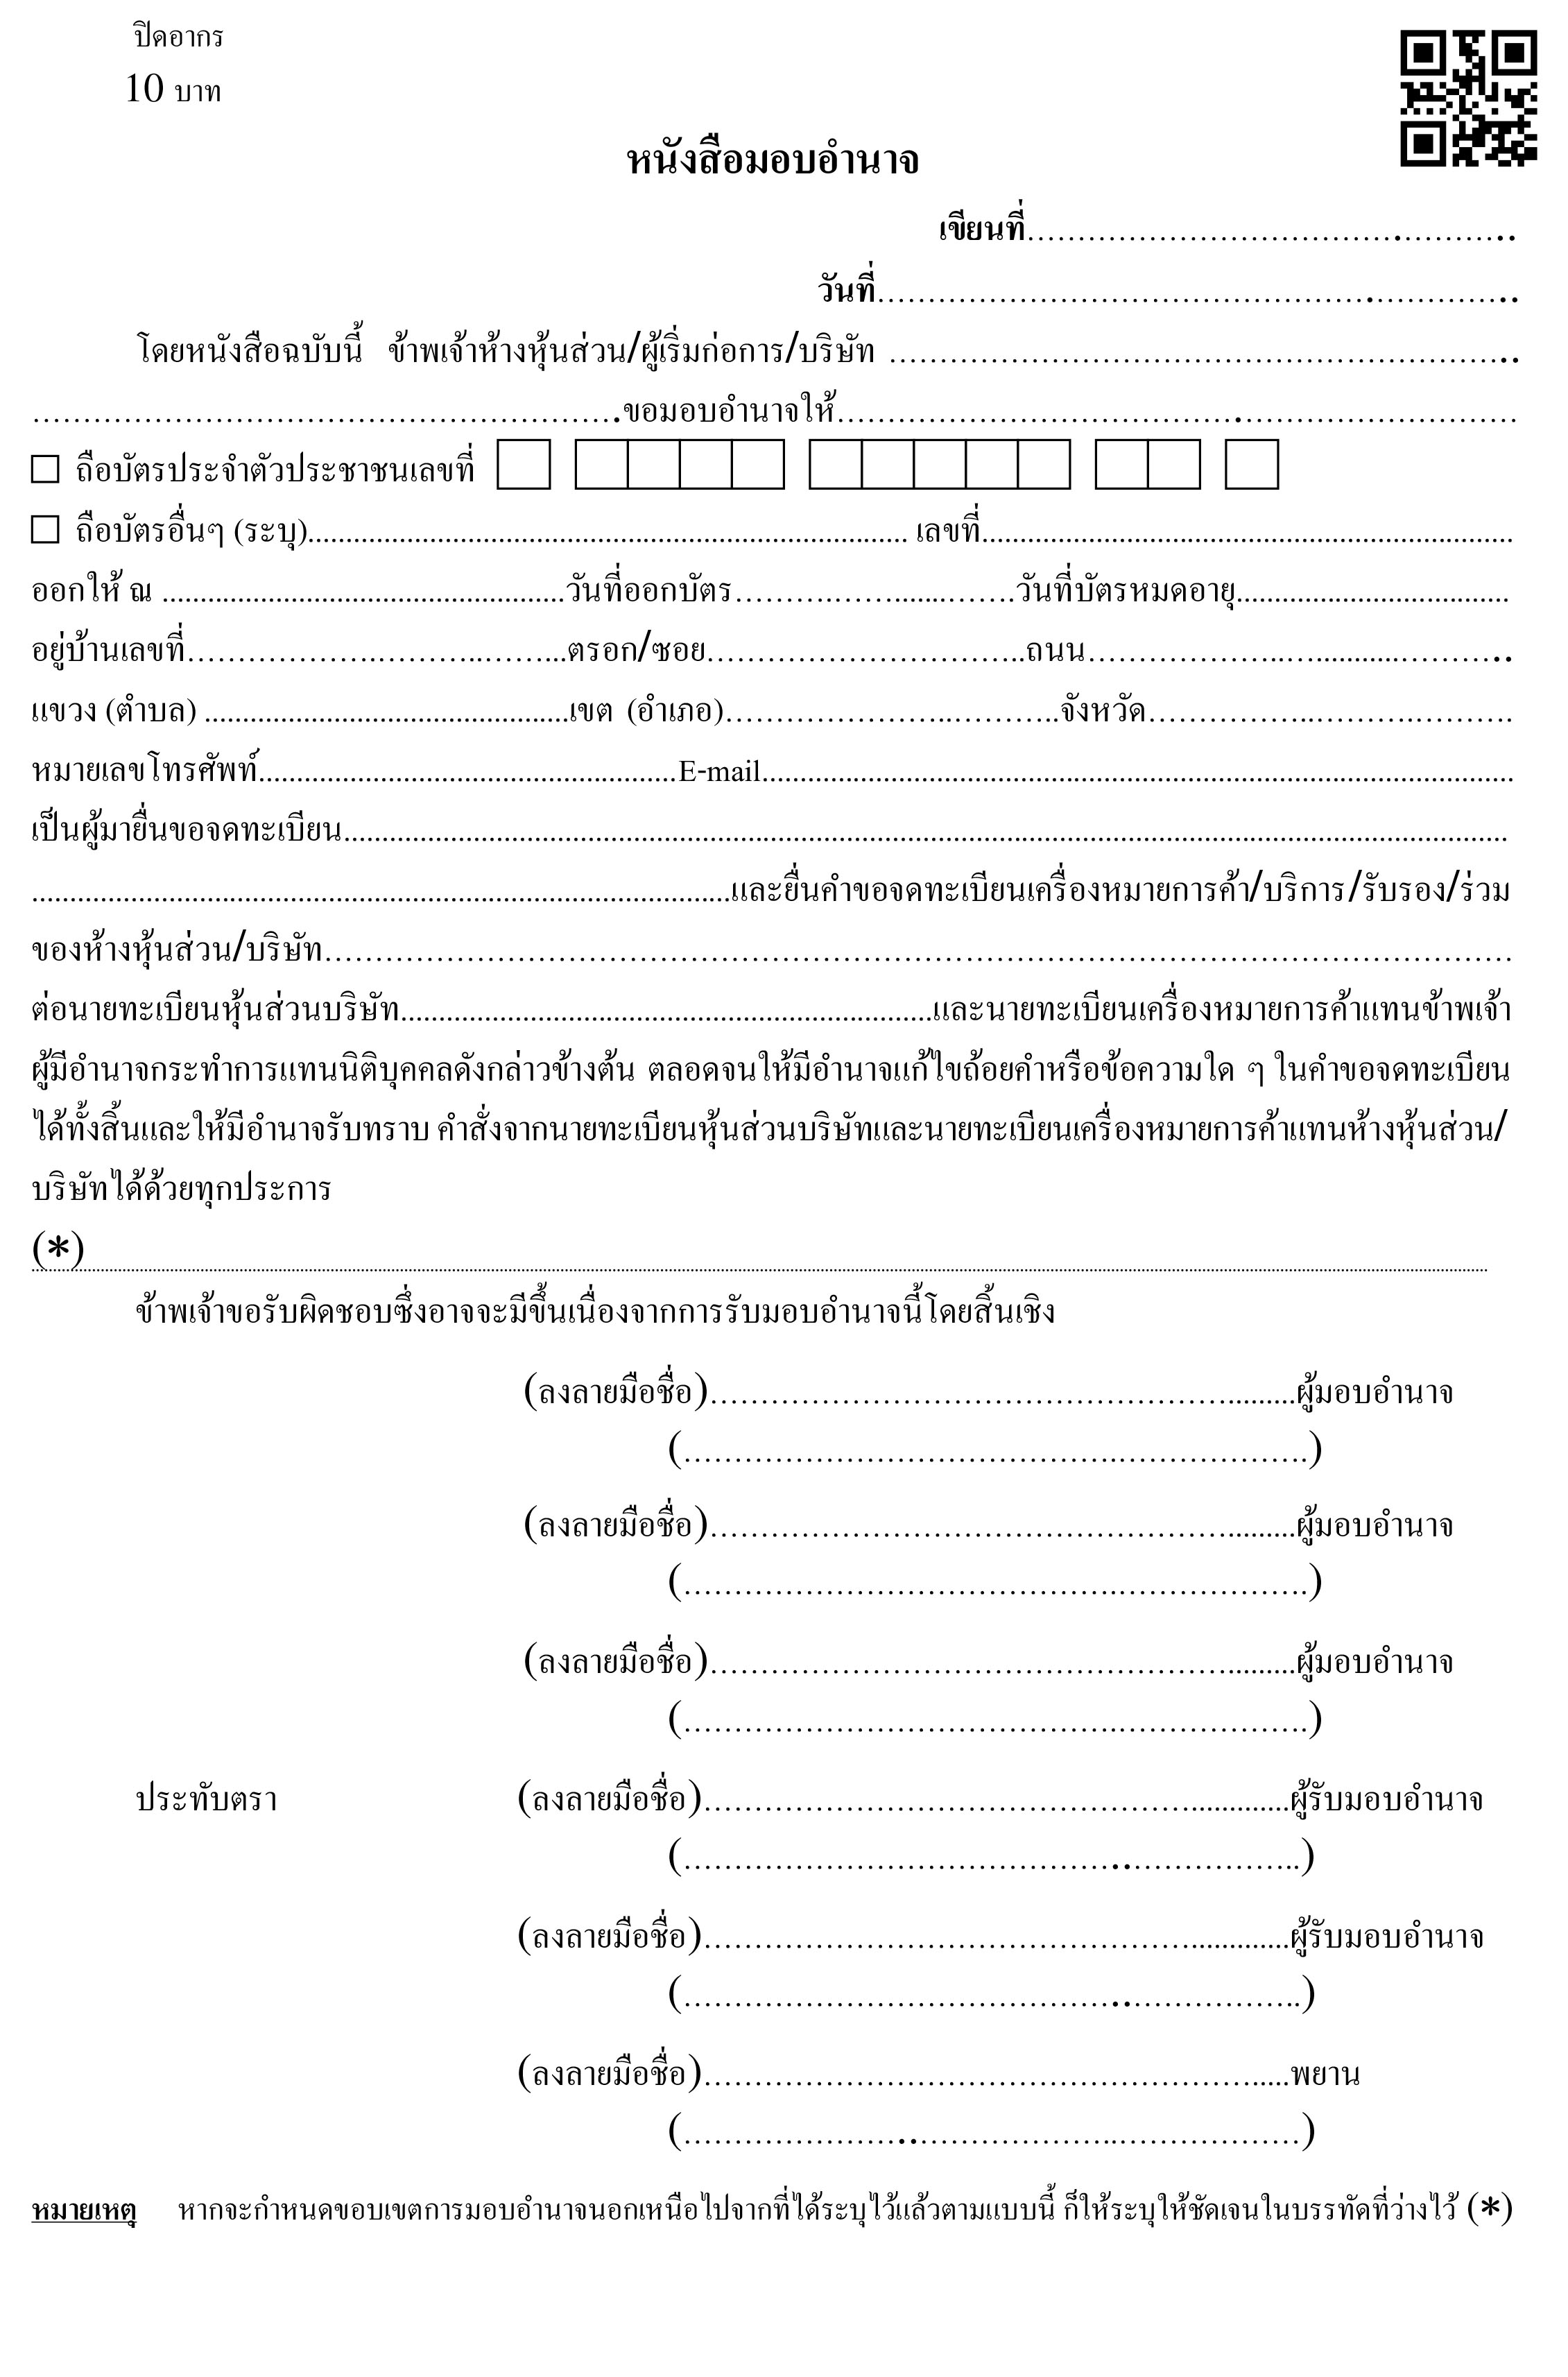 ปิดอากร
10 บาท
หนังสือมอบอำนาจ
เขียนที่..............................................
วันที่..............................................................
โดยหนังสือฉบับนี้ ข้าพเจ้าห้างหุ้นส่วน/ผู้เริ่มก่อการ/บริษัท ..............................................................
..........................................................ขอมอบอำนาจให้....................................................................
☐ ถือบัตรประจำตัวประชาชนเลขที่
☐ ถือบัตรอื่นๆ (ระบุ)............................................................................... เลขที่......................................................................
ออกให้ ณ .....................................................วันที่ออกบัตร............................วันที่บัตรหมดอายุ....................................
อยู่บ้านเลขที่......................................ตรอก/ซอย................................ถนน..........................................
แขวง (ตำบล) ................................................เขต (อำเภอ).................................จังหวัด....................................
หมายเลขโทรศัพท์.......................................................E-mail...................................................................................................
เป็นผู้มายื่นขอจดทะเบียน.........................................................................................................................................................
............................................................................................และยื่นคำขอจดทะเบียนเครื่องหมายการค้า/บริการ/รับรอง/ร่วม
ของห้างหุ้นส่วน/บริษัท......................................................................................................................
ต่อนายทะเบียนหุ้นส่วนบริษัท......................................................................และนายทะเบียนเครื่องหมายการค้าแทนข้าพเจ้า
ผู้มีอำนาจกระทำการแทนนิติบุคคลดังกล่าวข้างต้น ตลอดจนให้มีอำนาจแก้ไขถ้อยคำหรือข้อความใด ๆ ในคำขอจดทะเบียน
ได้ทั้งสิ้นและให้มีอำนาจรับทราบ คำสั่งจากนายทะเบียนหุ้นส่วนบริษัทและนายทะเบียนเครื่องหมายการค้าแทนห้างหุ้นส่วน/
บริษัทได้ด้วยทุกประการ
(*)
ข้าพเจ้าขอรับผิดชอบซึ่งอาจจะมีขึ้นเนื่องจากการรับมอบอำนาจนี้โดยสิ้นเชิง
(ลงลายมือชื่อ)............................................................ผู้มอบอำนาจ
(..............................................................)
(ลงลายมือชื่อ)............................................................ผู้มอบอำนาจ
(..............................................................)
(ลงลายมือชื่อ)............................................................ผู้มอบอำนาจ
(..............................................................)
ประทับตรา (ลงลายมือชื่อ)............................................................ผู้รับมอบอำนาจ
(..............................................................)
(ลงลายมือชื่อ)............................................................ผู้รับมอบอำนาจ
(..............................................................)
(ลงลายมือชื่อ)............................................................พยาน
(..............................................................)
หมายเหตุ หากจะกำหนดขอบเขตการมอบอำนาจนอกเหนือไปจากที่ได้ระบุไว้แล้วตามแบบนี้ ก็ให้ระบุให้ชัดเจนในบรรทัดที่ว่างไว้ (*)